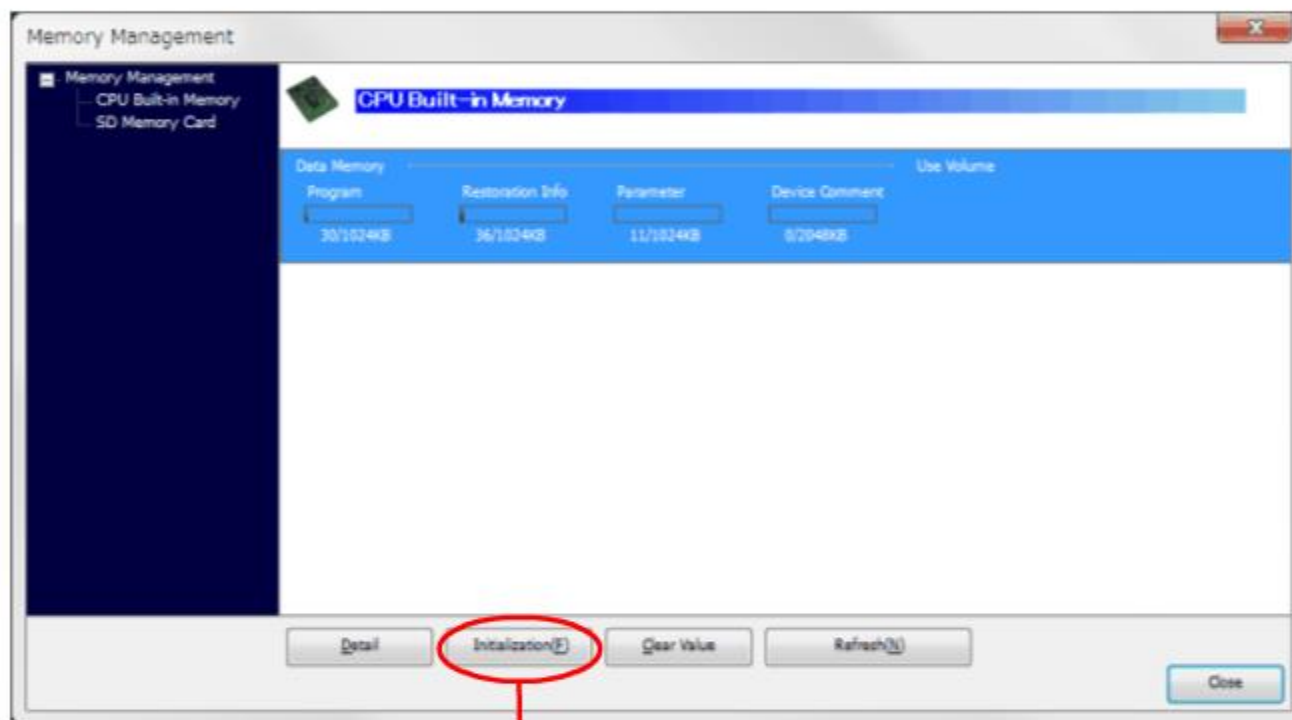 Memory Management
Memory Management
CPU Built-in Memory
SD Memory Card
CPU Built-in Memory
Data Memory Use Volume
Program Restoration Info Parameter Device Comment
30/1024KB 36/1024KB 11/1024KB 0/2048KB
Detail Initialization(F) Clear Value Refresh(N)
Close